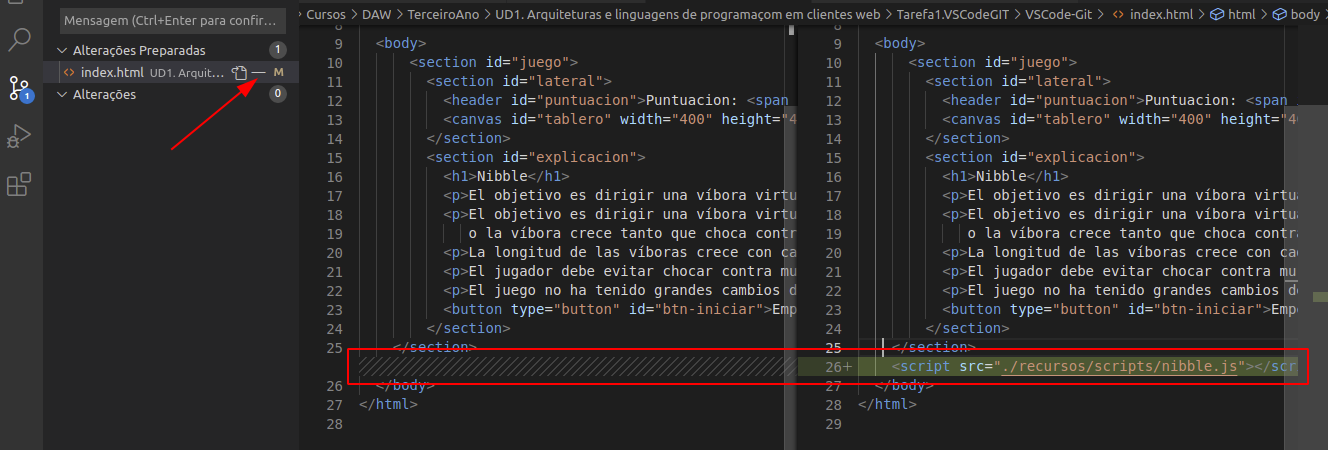 Mensagem (Ctrl+Enter para confir...
Alterações Preparadas 1
index.html UD1. Arquit... M
Alterações 0
1
Cursos > DAW > TerceiroAno > UD1. Arquiteturas e linguagens de programaçom em clientes web > Tarefa1.VSCodeGIT > VSCode-Git > index.html > html > body
9 <body>
10 <section id="juego">
11 <section id="lateral">
12 <header id="puntuacion">Puntuacion: <span
13 <canvas id="tablero" width="400" height="4
14 </section>
15 <section id="explicacion">
16 <h1>Nibble</h1>
17 <p>El objetivo es dirigir una víbora virtu
18 <p>El objetivo es dirigir una víbora virtu
19 o la víbora crece tanto que choca contr
20 <p>La longitud de las víboras crece con ca
21 <p>El jugador debe evitar chocar contra mu
22 <p>El juego no ha tenido grandes cambios d
23 <button type="button" id="btn-iniciar">Emp
24 </section>
25 </section>
26 </body>
27 </html>
28
9 <body>
10 <section id="juego">
11 <section id="lateral">
12 <header id="puntuacion">Puntuacion: <span
13 <canvas id="tablero" width="400" height="4
14 </section>
15 <section id="explicacion">
16 <h1>Nibble</h1>
17 <p>El objetivo es dirigir una víbora virtu
18 <p>El objetivo es dirigir una víbora virtu
19 o la víbora crece tanto que choca contra
20 <p>La longitud de las víboras crece con cad
21 <p>El jugador debe evitar chocar contra mu
22 <p>El juego no ha tenido grandes cambios de
23 <button type="button" id="btn-iniciar">Empe
24 </section>
25 </section>
26+ <script src="./recursos/scripts/nibble.js"></scr
27 </body>
28 </html>
29